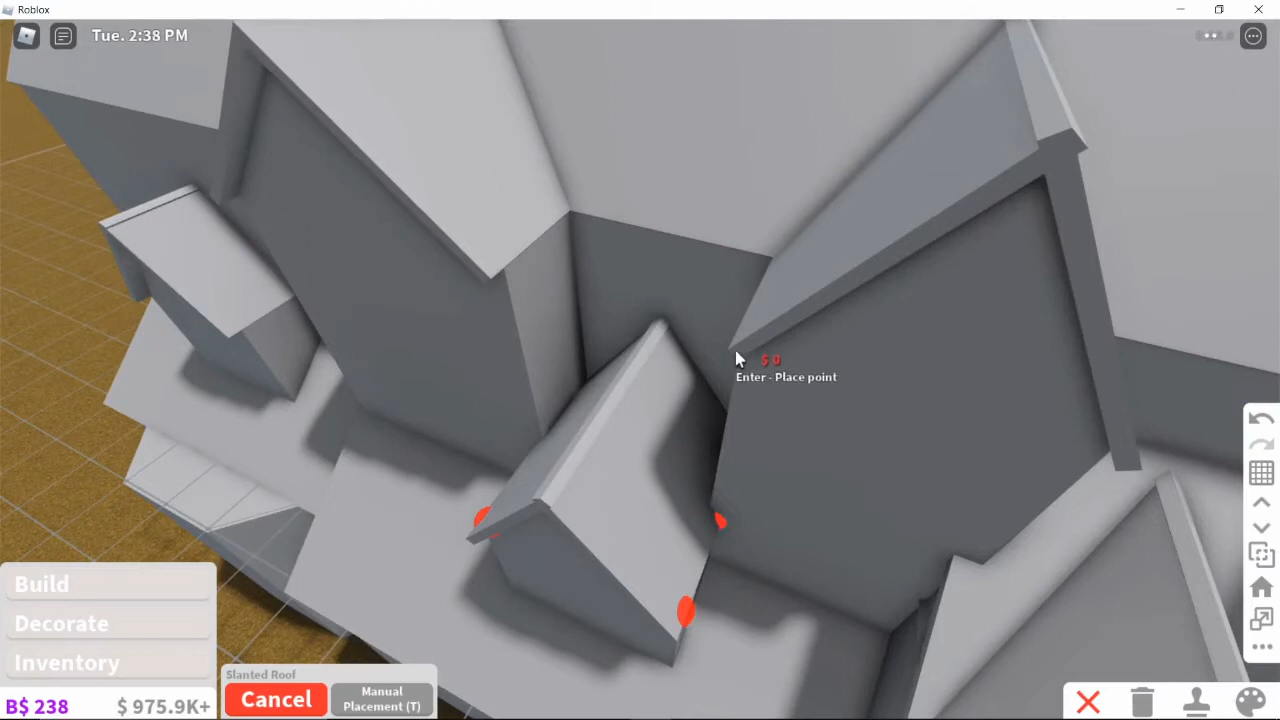 Roblox
Tue. 2:38 PM
$ 0
Enter - Place point
Build
Decorate
Inventory
B$ 238
$ 975.9K+
Slanted Roof
Cancel
Manual
Placement (T)